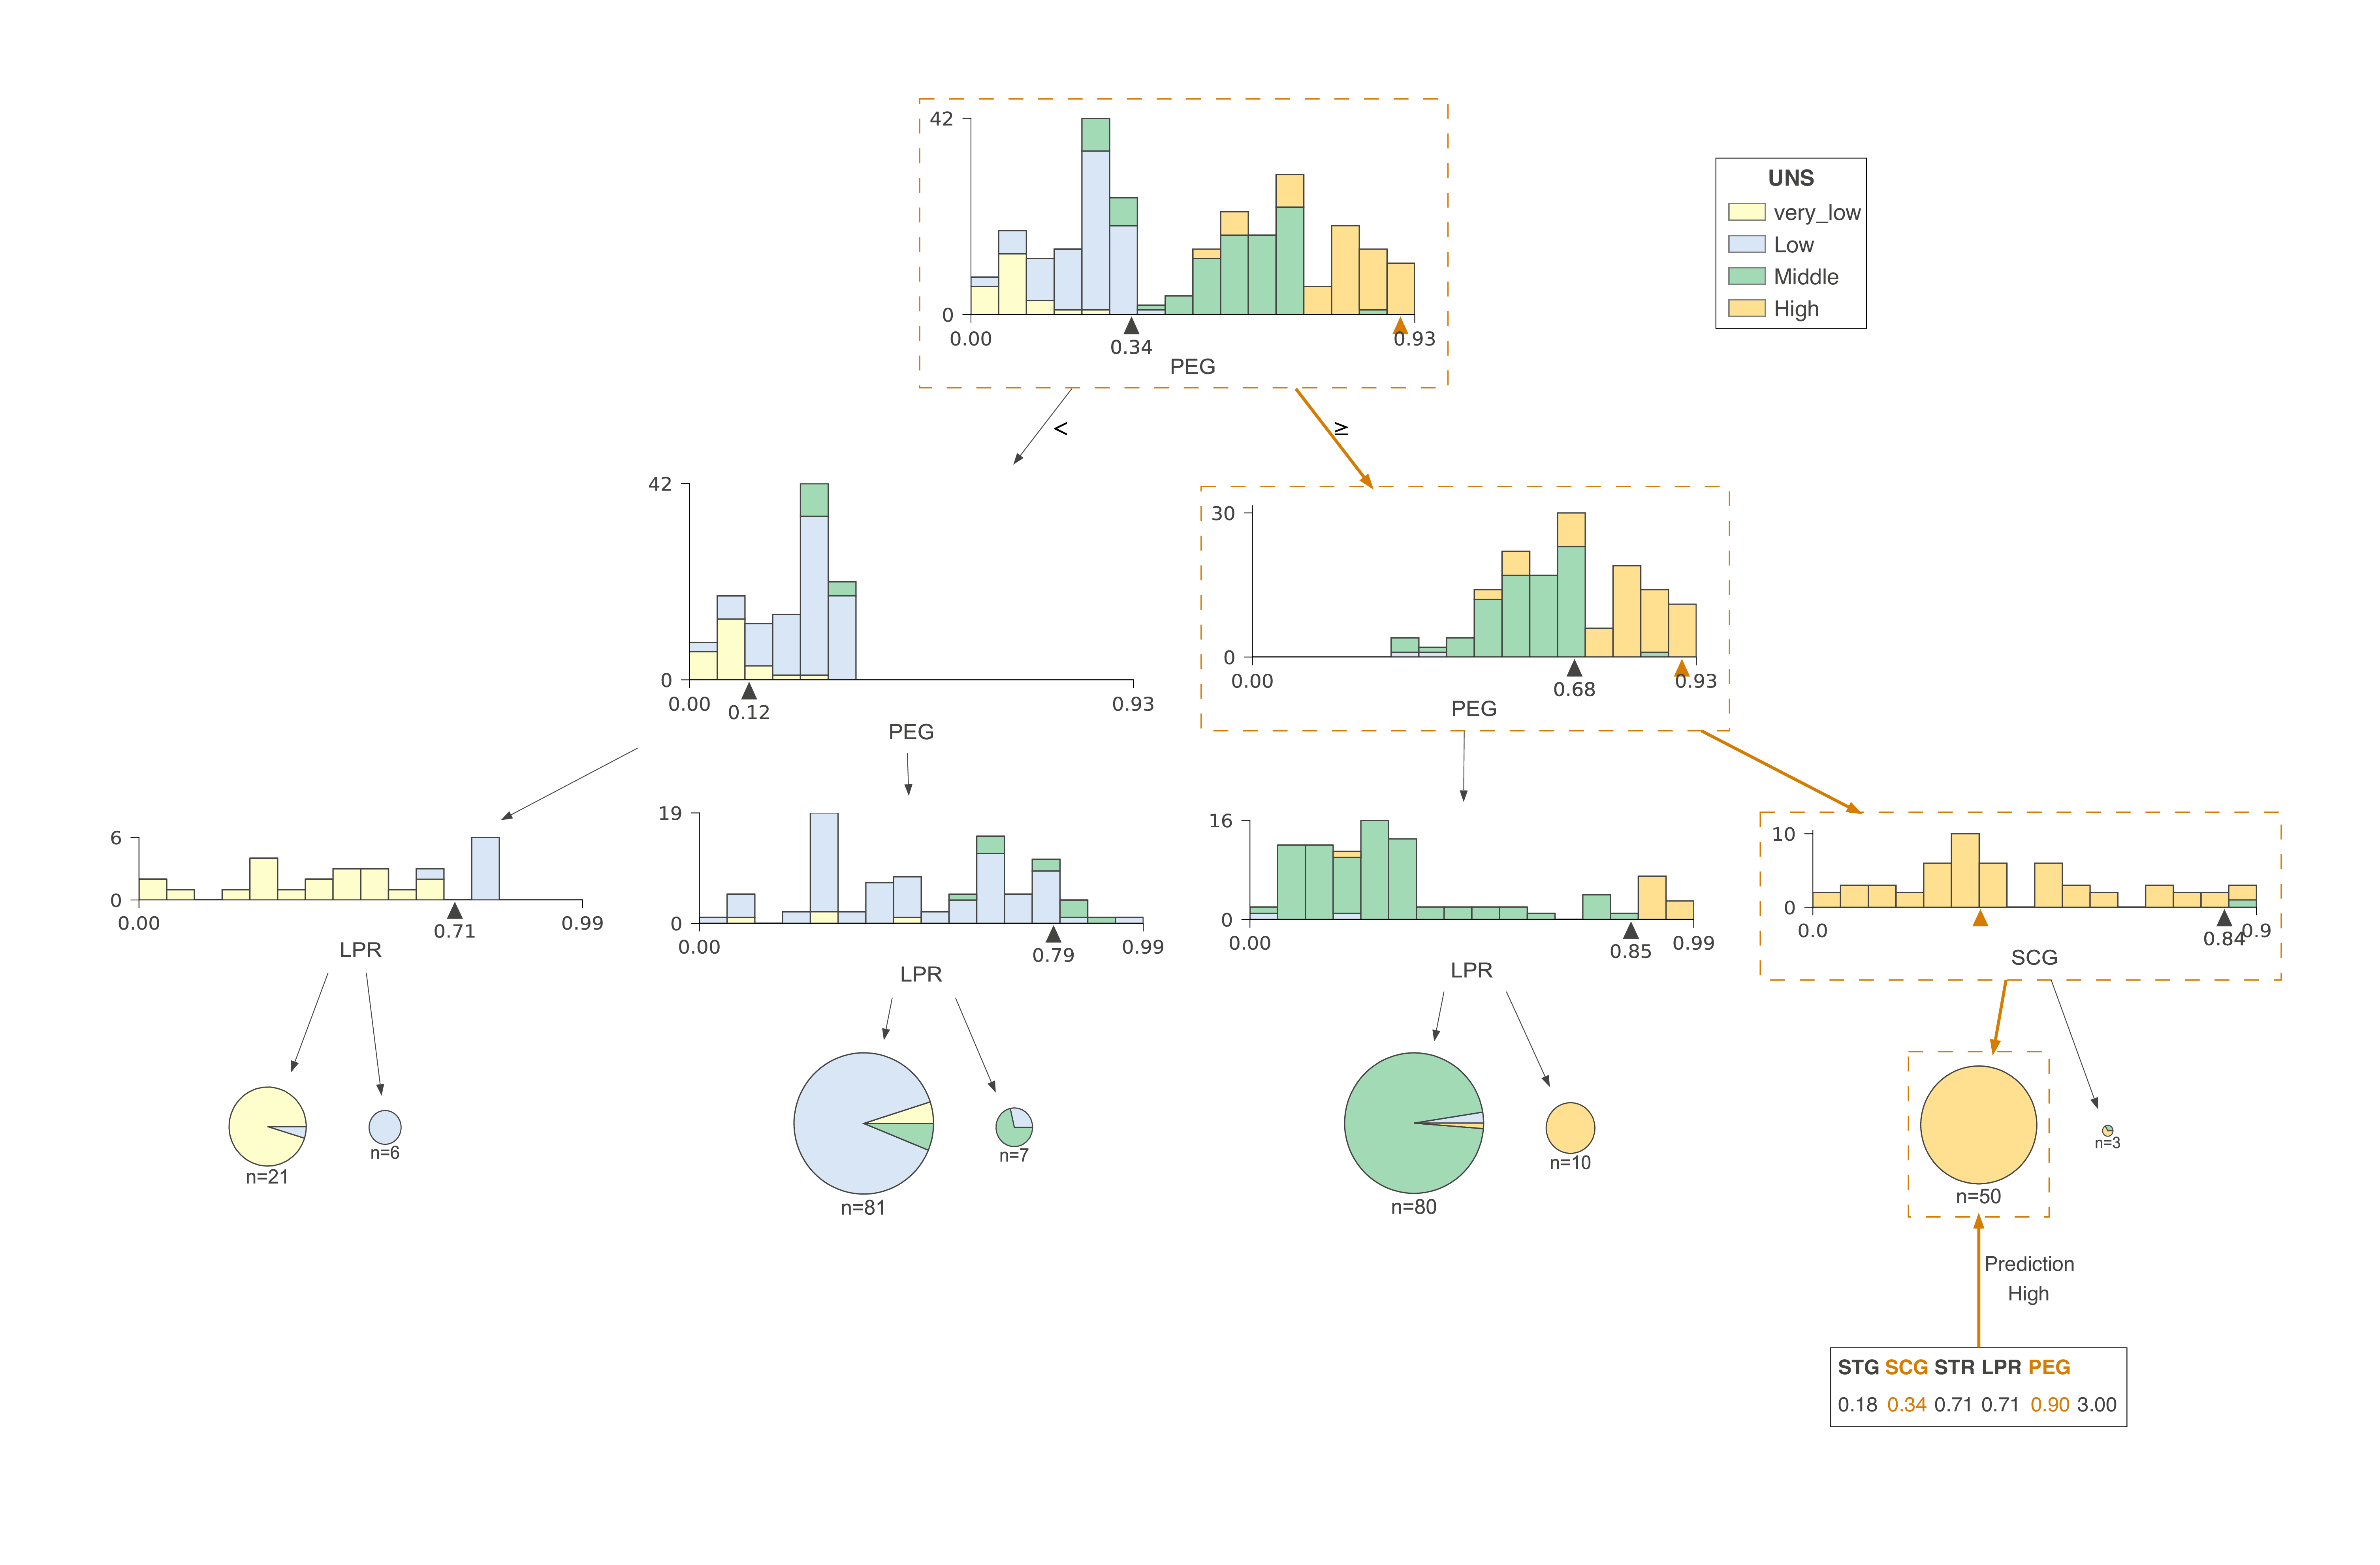 42
0
0.00
0.34
0.93
PEG
UNS
very_low
Low
Middle
High
<
≥
42
0
0.00
0.12
0.93
PEG
30
0
0.00
0.68
0.93
PEG
6
0
0.00
0.71
0.99
LPR
19
0
0.00
0.79
0.99
LPR
16
0
0.00
0.85
0.99
LPR
10
0
0.0
0.84
0.9
SCG
n=21
n=6
n=81
n=7
n=80
n=10
n=50
n=3
Prediction
High
STG SCG STR LPR PEG
0.18 0.34 0.71 0.71 0.90 3.00